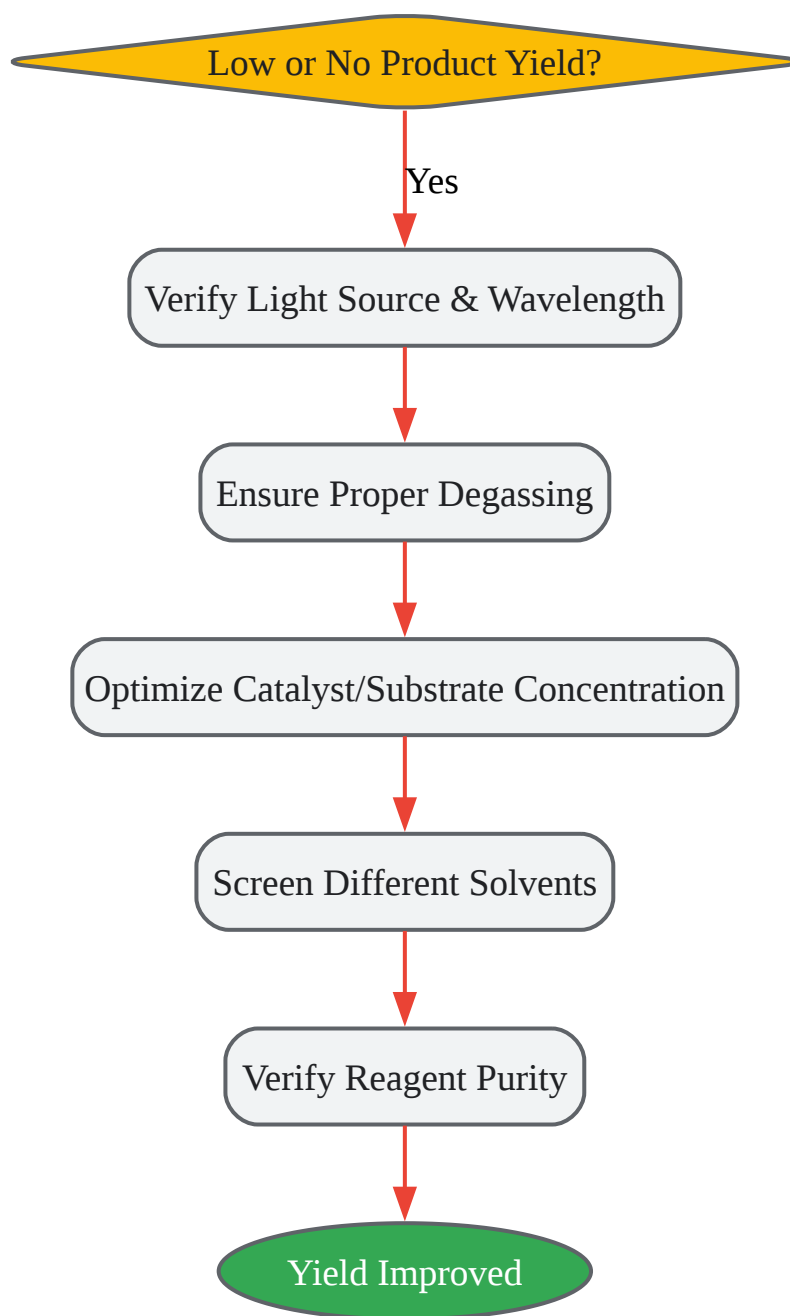 Low or No Product Yield?
Yes
Verify Light Source & Wavelength
Ensure Proper Degassing
Optimize Catalyst/Substrate Concentration
Screen Different Solvents
Verify Reagent Purity
Yield Improved